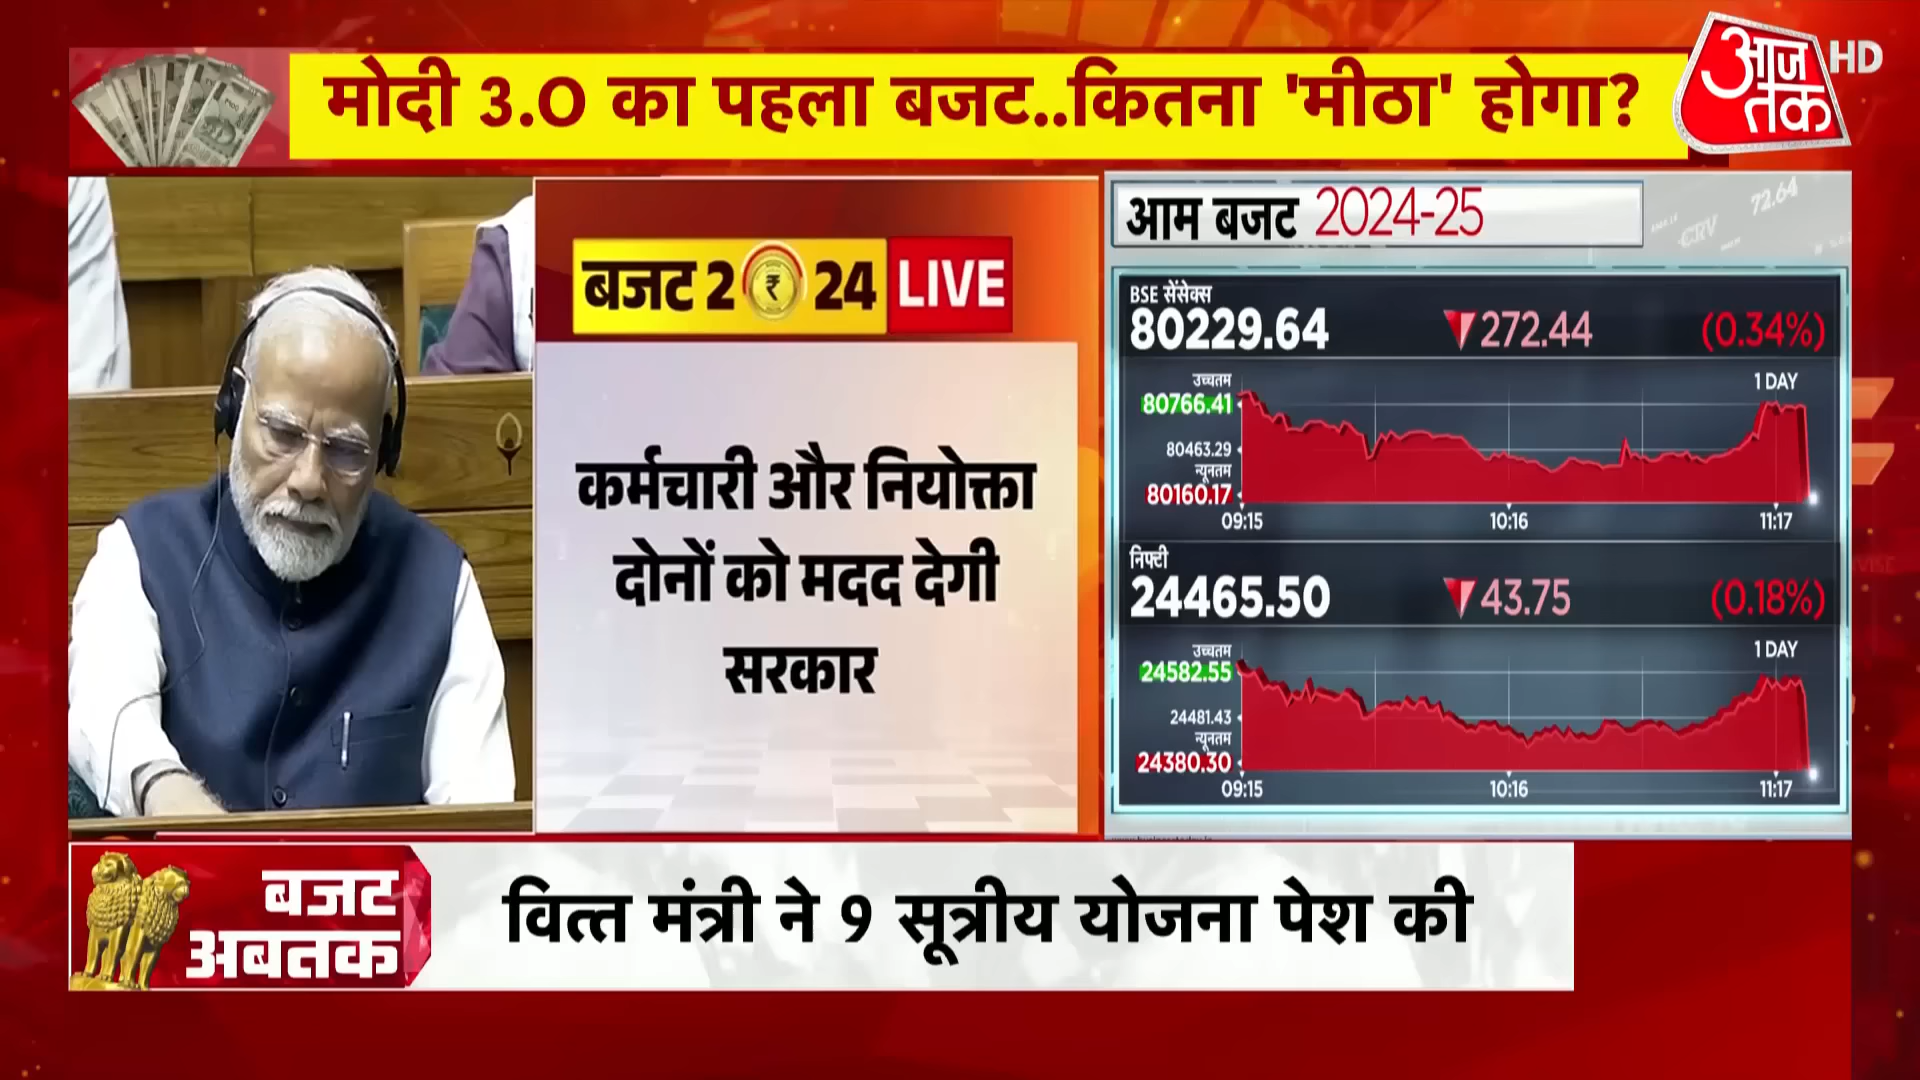 मोदी 3.0 का पहला बजट..कितना 'मीठा' होगा?
आज
तक
HD
बजट 2024 LIVE
कर्मचारी और नियोक्ता
दोनों को मदद देगी
सरकार
आम बजट 2024-25
72.64
CRV
BSE सेंसेक्स
80229.64 272.44 (0.34%)
उच्चतम
1 DAY
80766.41
80463.29
न्यूनतम
80160.17
09:15 10:16 11:17
निफ्टी
24465.50 43.75 (0.18%)
उच्चतम
1 DAY
24582.55
24481.43
न्यूनतम
24380.30
09:15 10:16 11:17
बजट
अबतक
वित्त मंत्री ने 9 सूत्रीय योजना पेश की